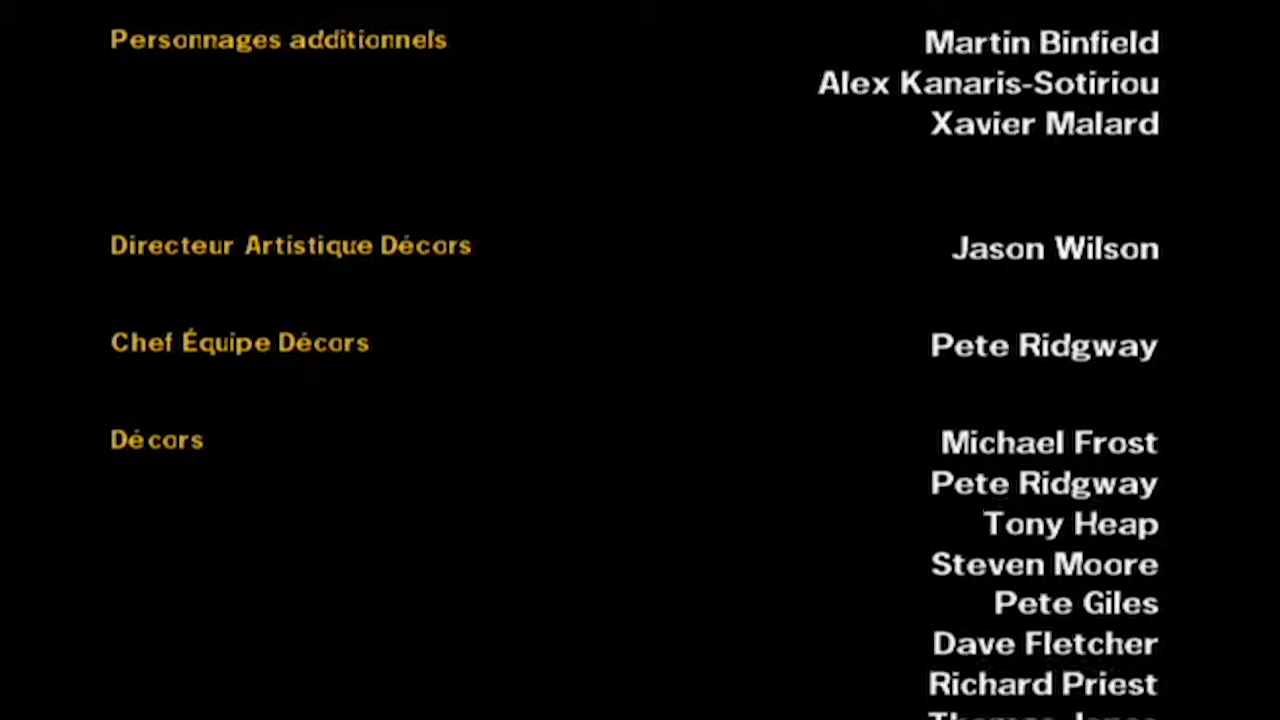 Personnages additionnels Martin Binfield
Alex Kanaris-Sotiriou
Xavier Malard
Directeur Artistique Décors Jason Wilson
Chef Équipe Décors Pete Ridgway
Décors Michael Frost
Pete Ridgway
Tony Heap
Steven Moore
Pete Giles
Dave Fletcher
Richard Priest